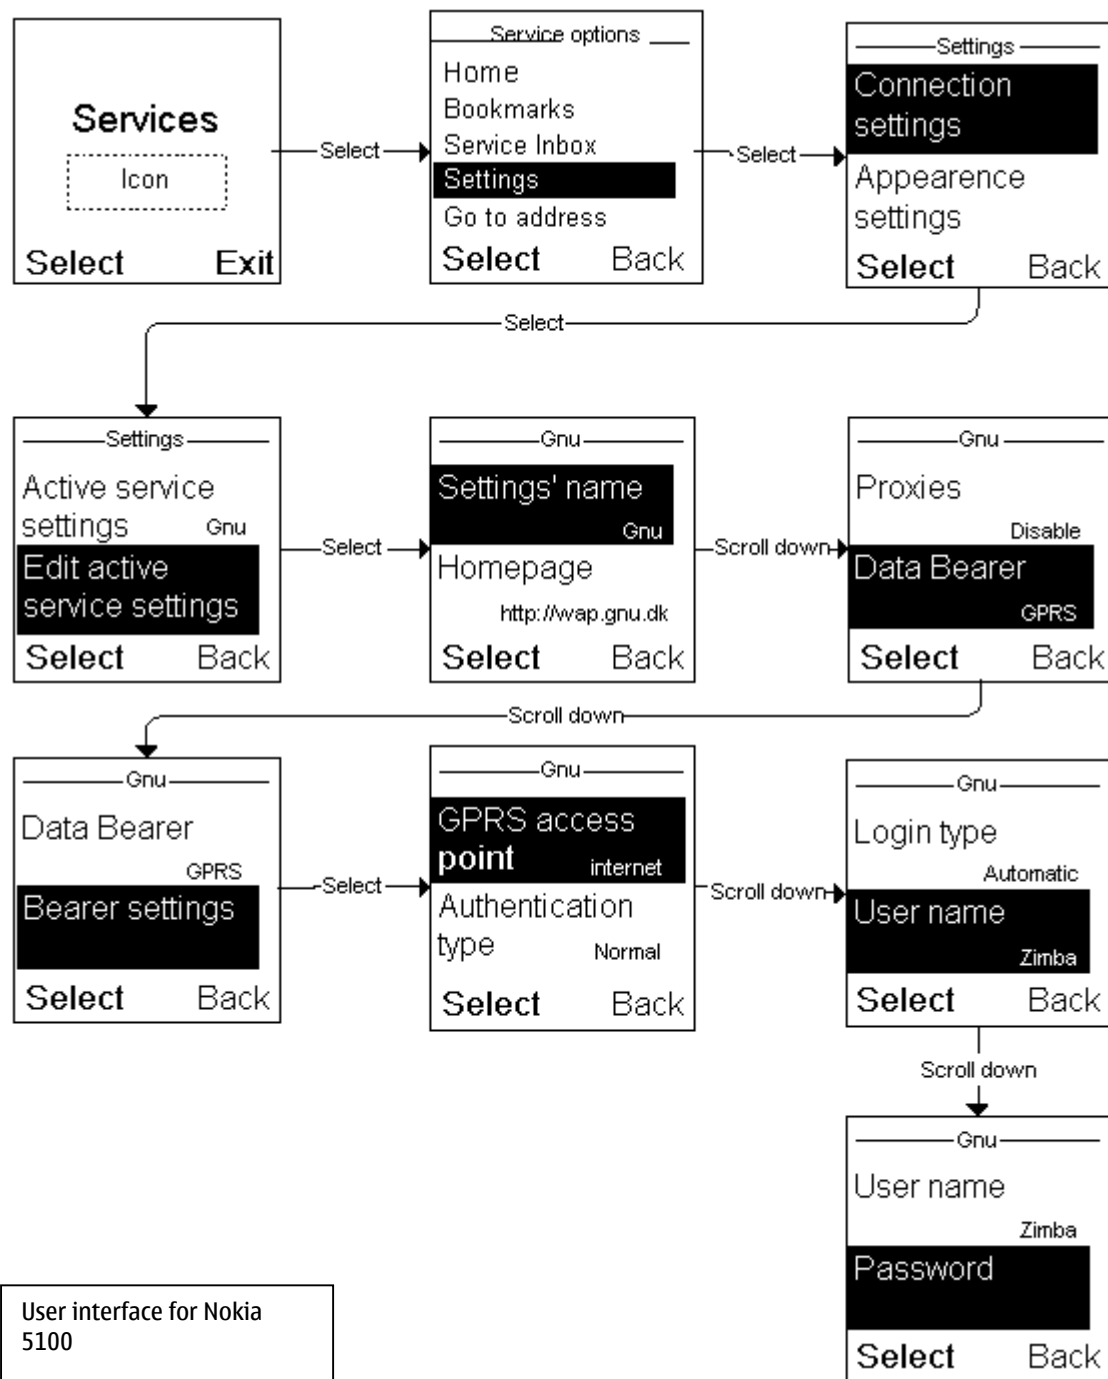 Services
Icon
Select Exit
Select
Service options
Home
Bookmarks
Service Inbox
Settings
Go to address
Select Back
Select
Settings
Connection
settings
Appearence
settings
Select Back
Select
Settings
Active service
settings Gnu
Edit active
service settings
Select Back
Select
Gnu
Settings' name
Gnu
Homepage
http://wap.gnu.dk
Select Back
Scroll down
Gnu
Proxies
Disable
Data Bearer
GPRS
Select Back
Scroll down
Gnu
Data Bearer
GPRS
Bearer settings
Select Back
Select
Gnu
GPRS access
point internet
Authentication
type Normal
Select Back
Scroll down
Gnu
Login type
Automatic
User name
Zimba
Select Back
Scroll down
Gnu
User name
Zimba
Password
Select Back
User interface for Nokia
5100